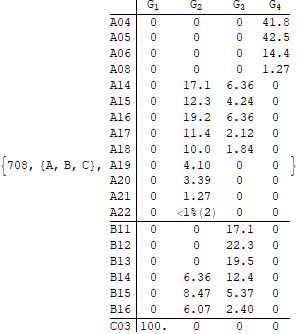 G1 G2 G3 G4
A04 0 0 0 41.8
A05 0 0 0 42.5
A06 0 0 0 14.4
A08 0 0 0 1.27
A14 0 17.1 6.36 0
A15 0 12.3 4.24 0
A16 0 19.2 6.36 0
A17 0 11.4 2.12 0
A18 0 10.0 1.84 0
{708, {A, B, C}, A19 0 4.10 0 0 }
A20 0 3.39 0 0
A21 0 1.27 0 0
A22 0 <1%(2) 0 0
B11 0 0 17.1 0
B12 0 0 22.3 0
B13 0 0 19.5 0
B14 0 6.36 12.4 0
B15 0 8.47 5.37 0
B16 0 6.07 2.40 0
C03 100. 0 0 0